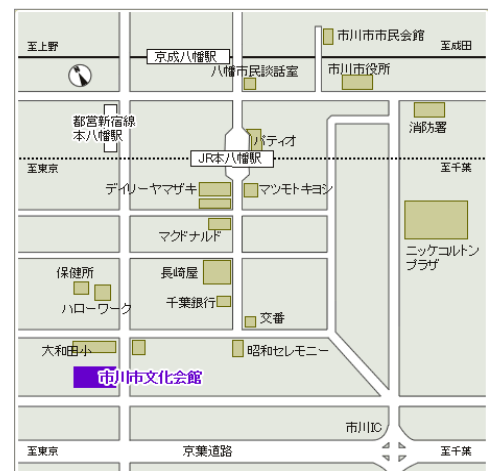 市川市市民会館
至上野
至成田
京成八幡駅
八幡市民談話室
市川市役所
都営新宿線
本八幡駅
消防署
パティオ
JR本八幡駅
至東京
至千葉
デイリーヤマザキ
マツモトキヨシ
マクドナルド
ニッケコルトン
プラザ
保健所
長崎屋
ハローワーク
千葉銀行
交番
大和田小
昭和セレモニー
市川市文化会館
市川IC
至東京
京葉道路
至千葉